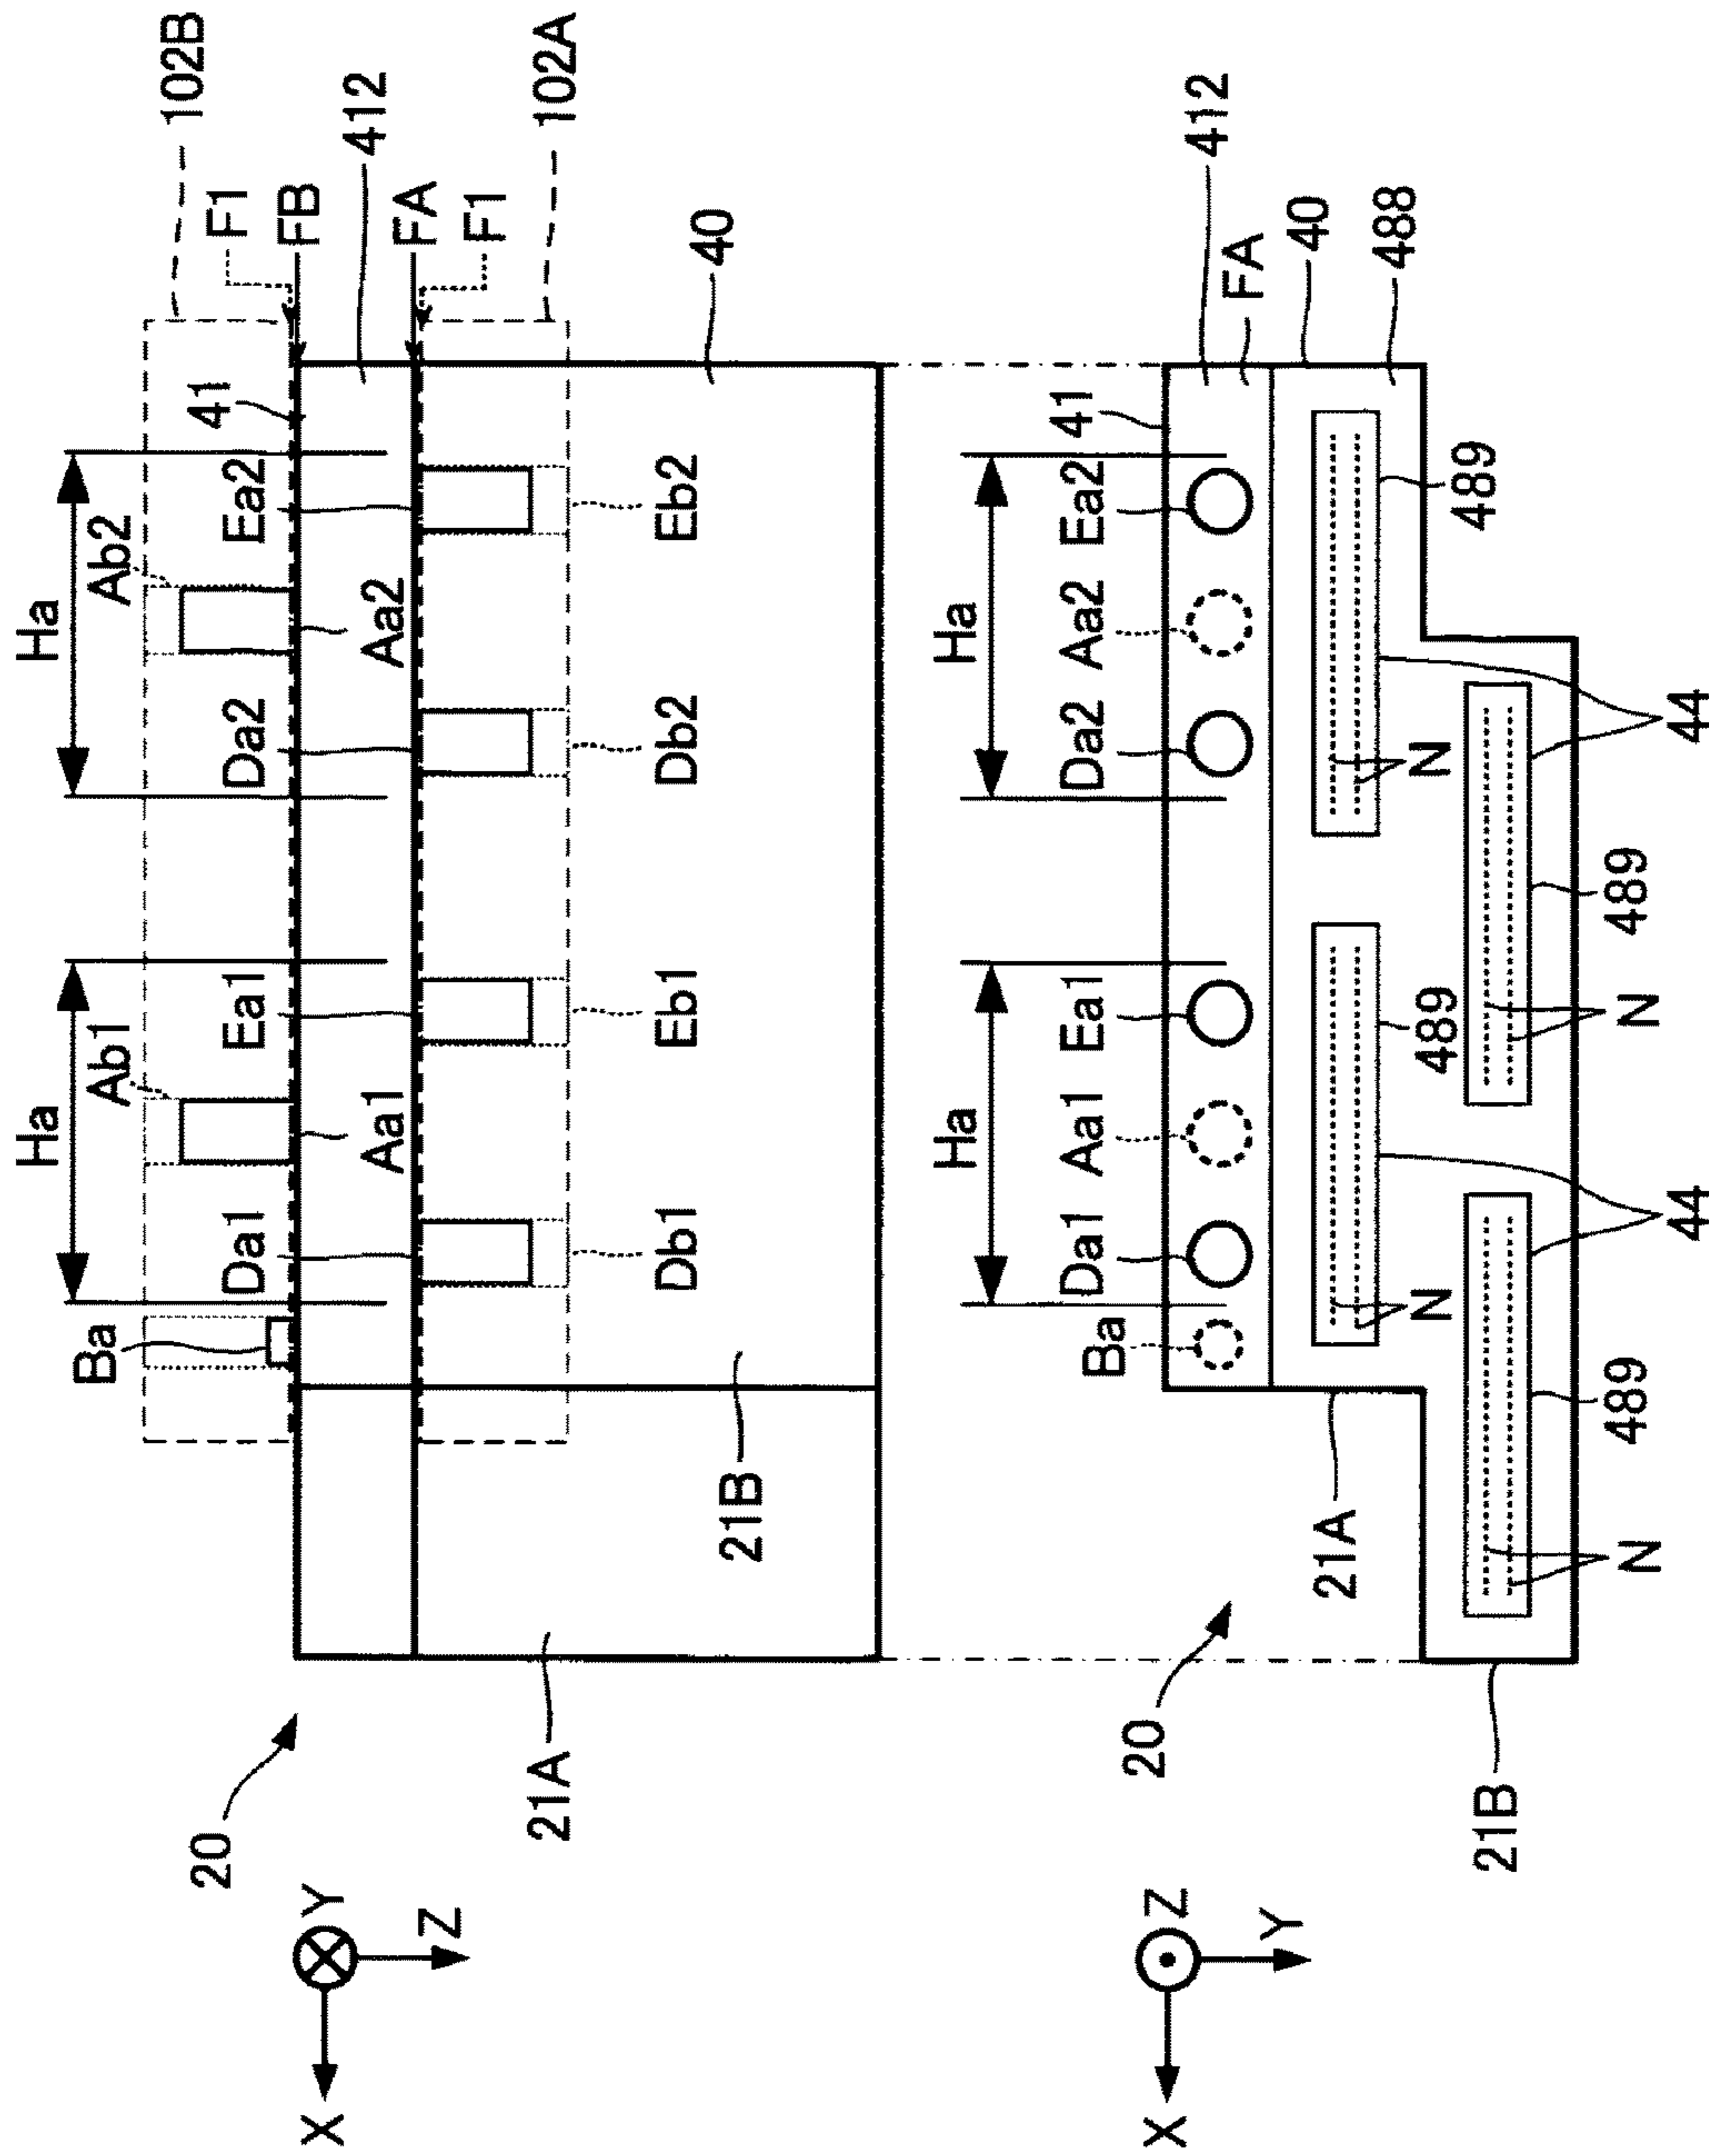 Ha Ha
Ba Ab1 Ab2
102B
20
41
F1
Da1 Ea1 Da2 Ea2
FB
X Y
412
Aa1 Aa2
FA
Z
F1
21A
102A
Db1 Eb1 Db2 Eb2
40
21B
Ha Ha
Ba Da1 Aa1 Ea1 Da2 Aa2 Ea2 41
20
X Z
412
FA
Y
40
21A
488
N 489 N
489
21B
489 489
N N
44 44